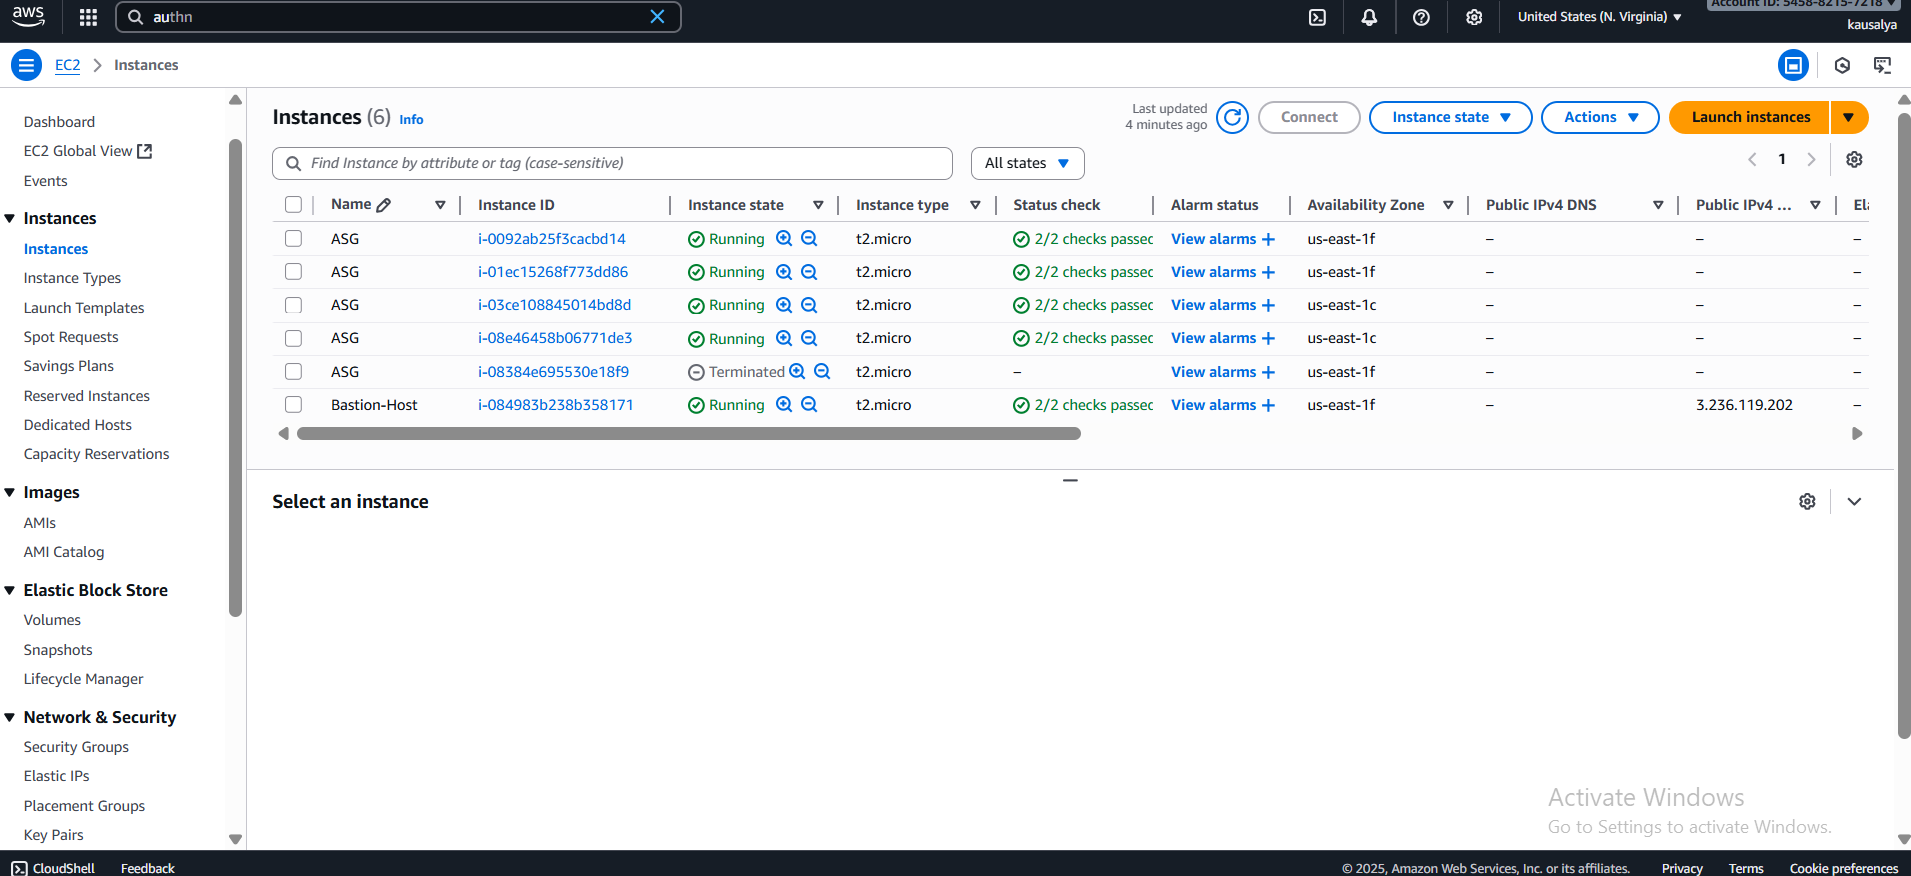 aws
authn
United States (N. Virginia)
Account ID: 5458-8215-7218
kausalya
EC2
Instances
Dashboard
EC2 Global View
Events
Instances
Instances
Instance Types
Launch Templates
Spot Requests
Savings Plans
Reserved Instances
Dedicated Hosts
Capacity Reservations
Images
AMIs
AMI Catalog
Elastic Block Store
Volumes
Snapshots
Lifecycle Manager
Network & Security
Security Groups
Elastic IPs
Placement Groups
Key Pairs
Instances (6) Info
Last updated
4 minutes ago
Connect
Instance state
Actions
Launch instances
Find Instance by attribute or tag (case-sensitive)
All states
1
Name Instance ID Instance state Instance type Status check Alarm status Availability Zone Public IPv4 DNS Public IPv4 ... Ela
ASG i-0092ab25f3cacbd14 Running t2.micro 2/2 checks passed View alarms + us-east-1f – – –
ASG i-01ec15268f773dd86 Running t2.micro 2/2 checks passed View alarms + us-east-1f – – –
ASG i-03ce108845014bd8d Running t2.micro 2/2 checks passed View alarms + us-east-1c – – –
ASG i-08e46458b06771de3 Running t2.micro 2/2 checks passed View alarms + us-east-1c – – –
ASG i-08384e695530e18f9 Terminated t2.micro – View alarms + us-east-1f – – –
Bastion-Host i-084983b238b358171 Running t2.micro 2/2 checks passed View alarms + us-east-1f – 3.236.119.202 –
Select an instance
Activate Windows
Go to Settings to activate Windows.
CloudShell
Feedback
© 2025, Amazon Web Services, Inc. or its affiliates.
Privacy
Terms
Cookie preferences